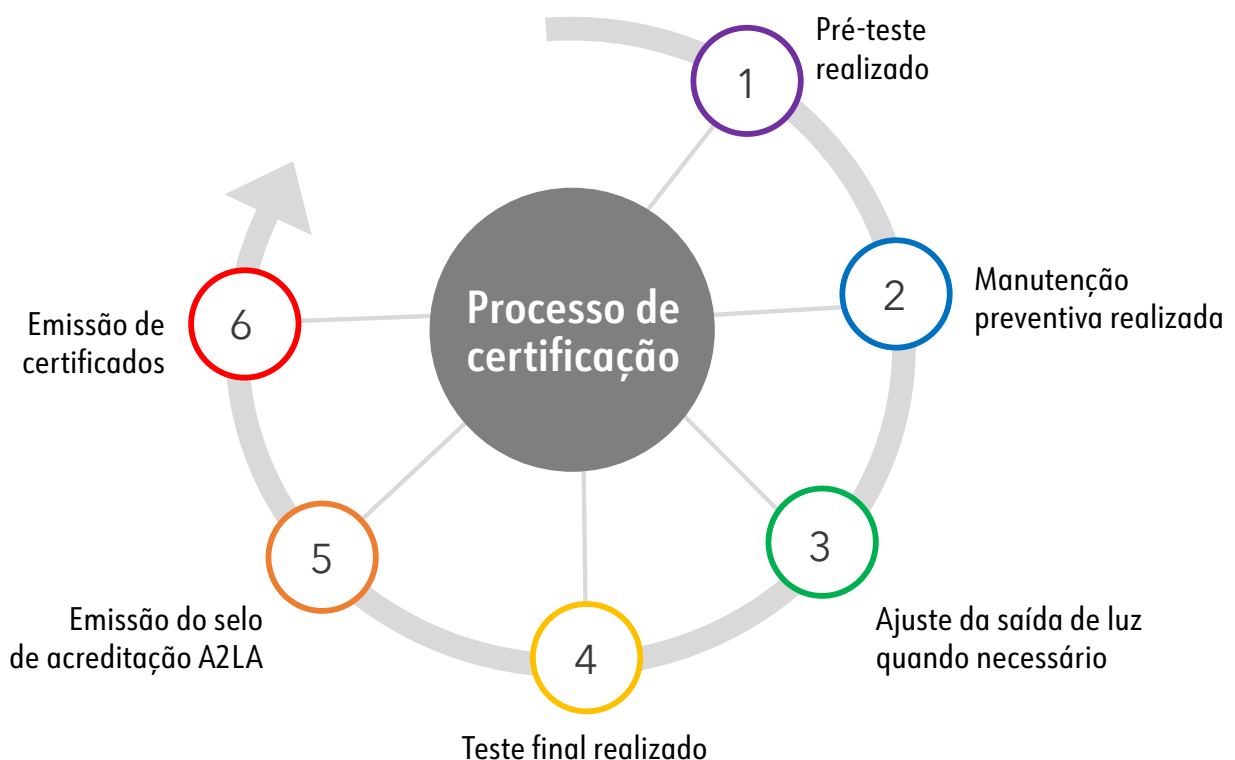 Processo de
certificação
1
Pré-teste
realizado
2
Manutenção
preventiva realizada
3
Ajuste da saída de luz
quando necessário
4
Teste final realizado
5
Emissão do selo
de acreditação A2LA
6
Emissão de
certificados